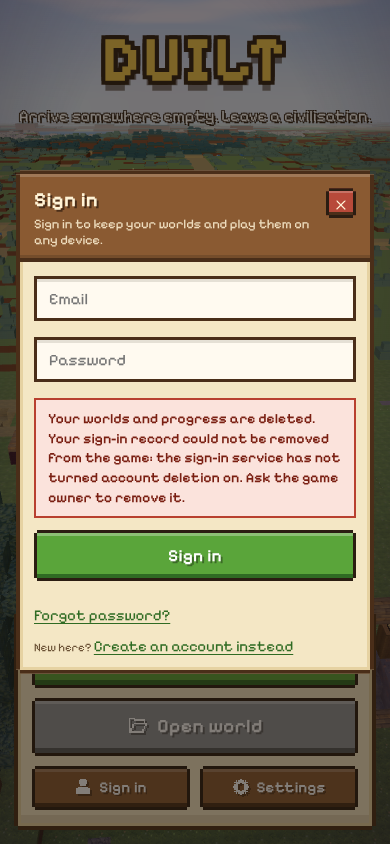 DUILT
Arrive somewhere empty. Leave a civilisation.
Sign in
Sign in to keep your worlds and play them on
any device.
Email
Password
Your worlds and progress are deleted.
Your sign-in record could not be removed
from the game: the sign-in service has not
turned account deletion on. Ask the game
owner to remove it.
Sign in
Forgot password?
New here? Create an account instead
Open world
Sign in
Settings